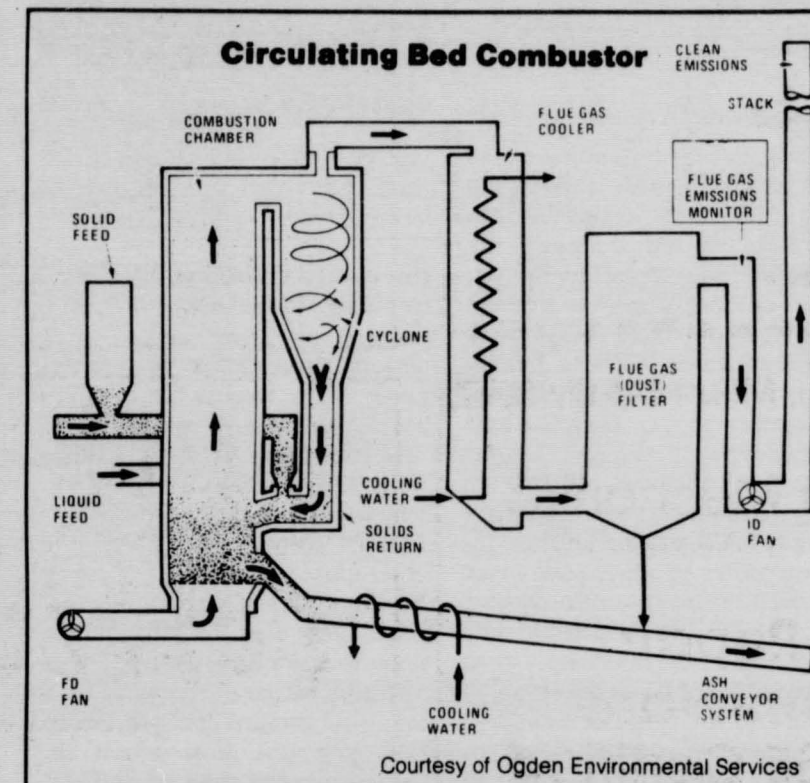 Circulating Bed Combustor
CLEAN
EMISSIONS
STACK
COMBUSTION
CHAMBER
FLUE GAS
COOLER
FLUE GAS
EMISSIONS
MONITOR
SOLID
FEED
CYCLONE
FLUE GAS
(DUST)
FILTER
LIQUID
FEED
COOLING
WATER
SOLIDS
RETURN
ID
FAN
FD
FAN
COOLING
WATER
ASH
CONVEYOR
SYSTEM
Courtesy of Ogden Environmental Services